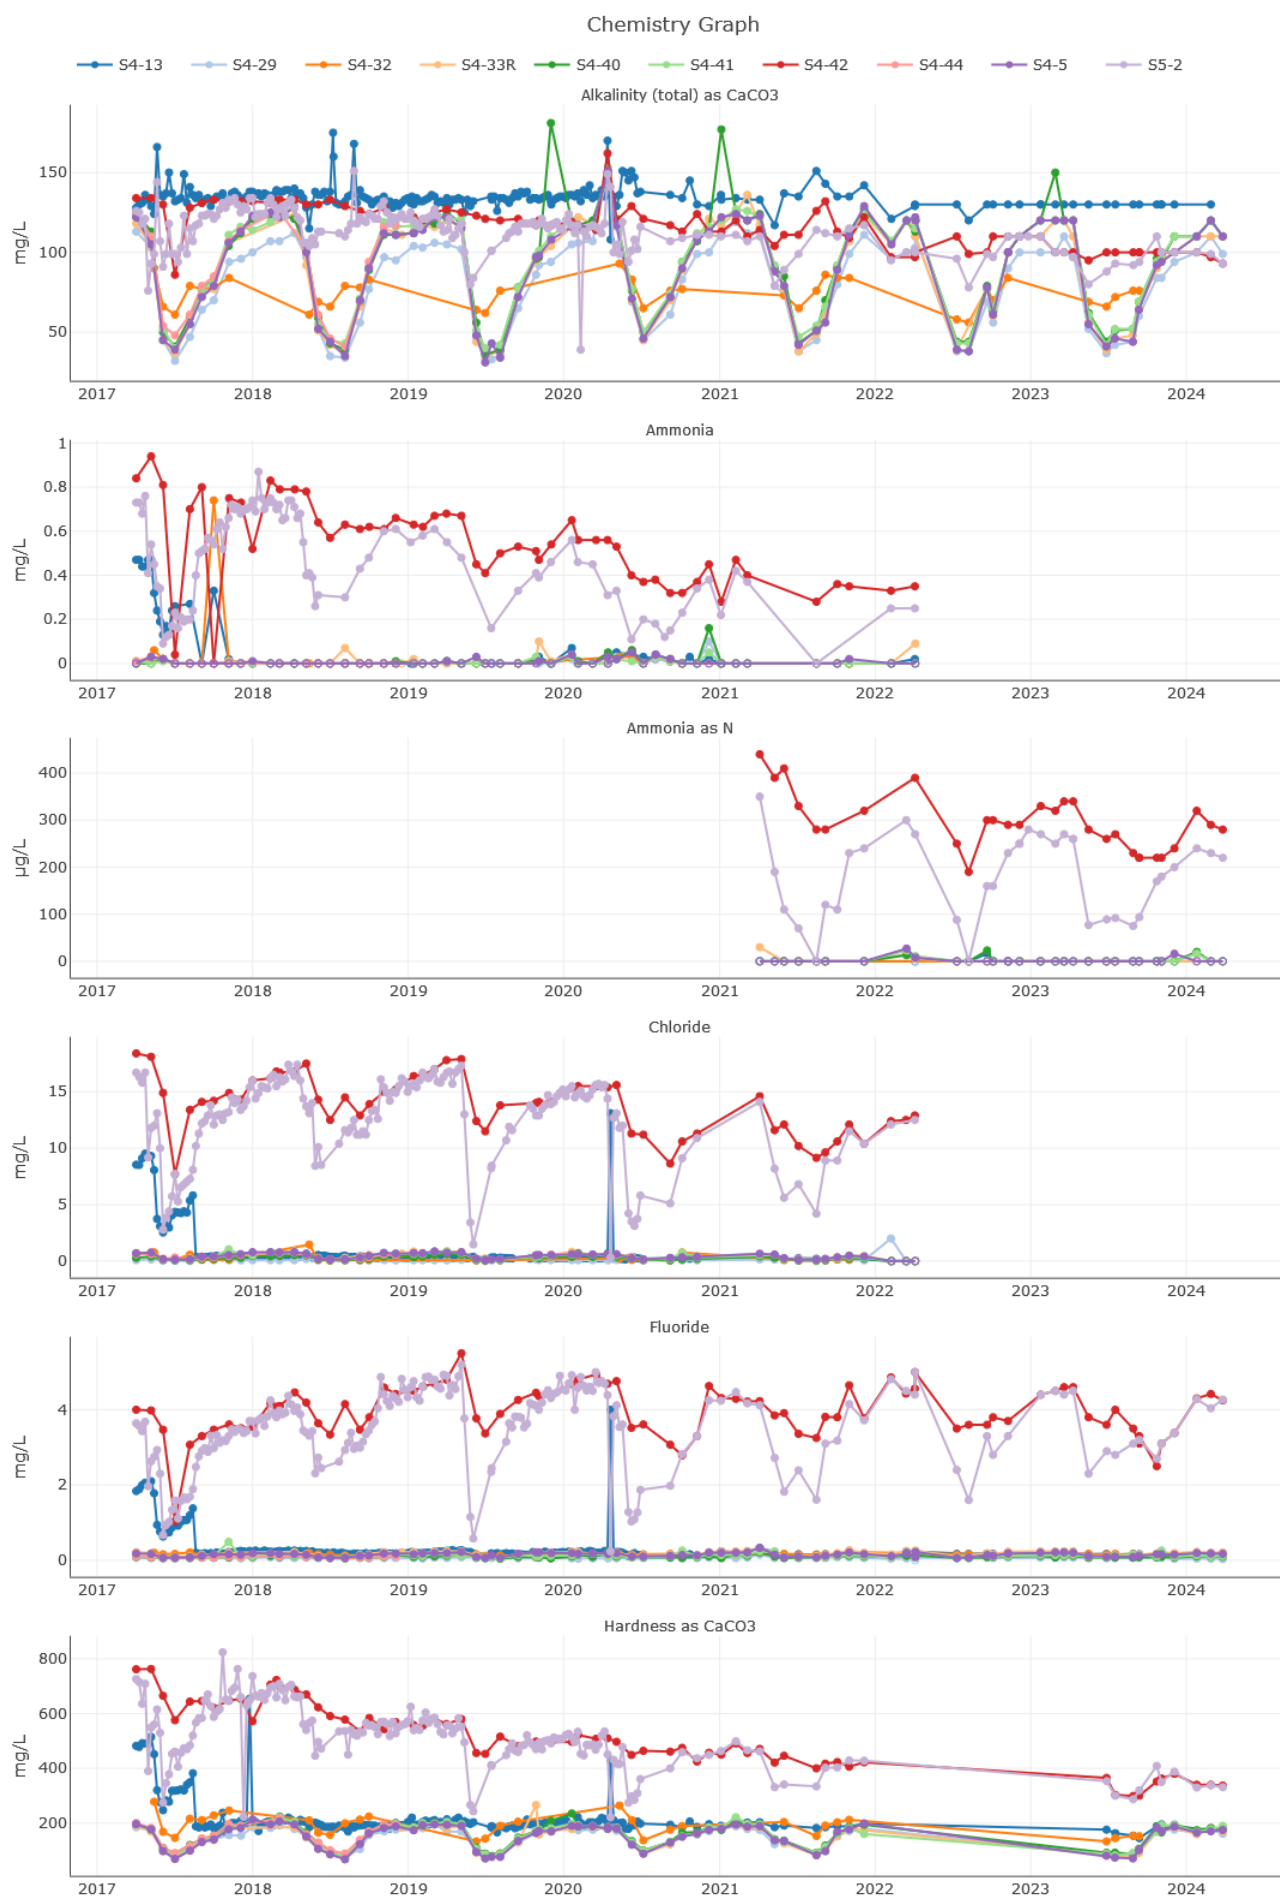 Chemistry Graph
S4-13 S4-29 S4-32 S4-33R S4-40 S4-41 S4-42 S4-44 S4-5 S5-2
Alkalinity (total) as CaCO3
150
100
50
mg/L
2017 2018 2019 2020 2021 2022 2023 2024
Ammonia
1
0.8
0.6
0.4
0.2
0
mg/L
2017 2018 2019 2020 2021 2022 2023 2024
Ammonia as N
400
300
200
100
0
µg/L
2017 2018 2019 2020 2021 2022 2023 2024
Chloride
15
10
5
0
mg/L
2017 2018 2019 2020 2021 2022 2023 2024
Fluoride
4
2
0
mg/L
2017 2018 2019 2020 2021 2022 2023 2024
Hardness as CaCO3
800
600
400
200
mg/L
2017 2018 2019 2020 2021 2022 2023 2024